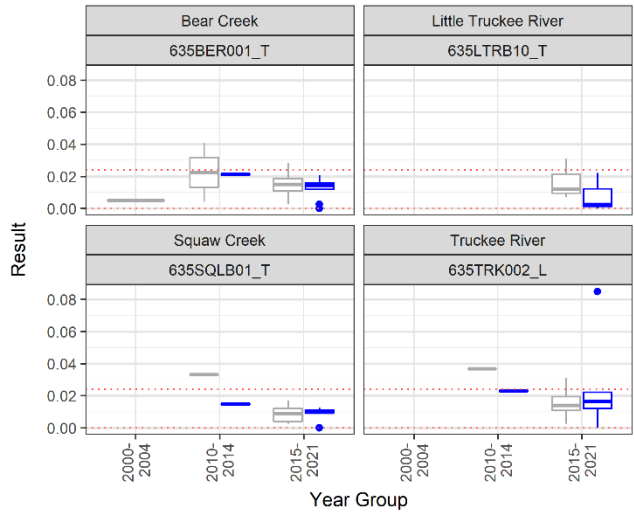 Bear Creek
Little Truckee River
635BER001_T
635LTRB10_T
0.08
0.06
0.04
0.02
0.00
Squaw Creek
Truckee River
635SQLB01_T
635TRK002_L
0.08
0.06
0.04
0.02
0.00
Result
2000-
2004
2010-
2014
2015-
2021
2000-
2004
2010-
2014
2015-
2021
Year Group